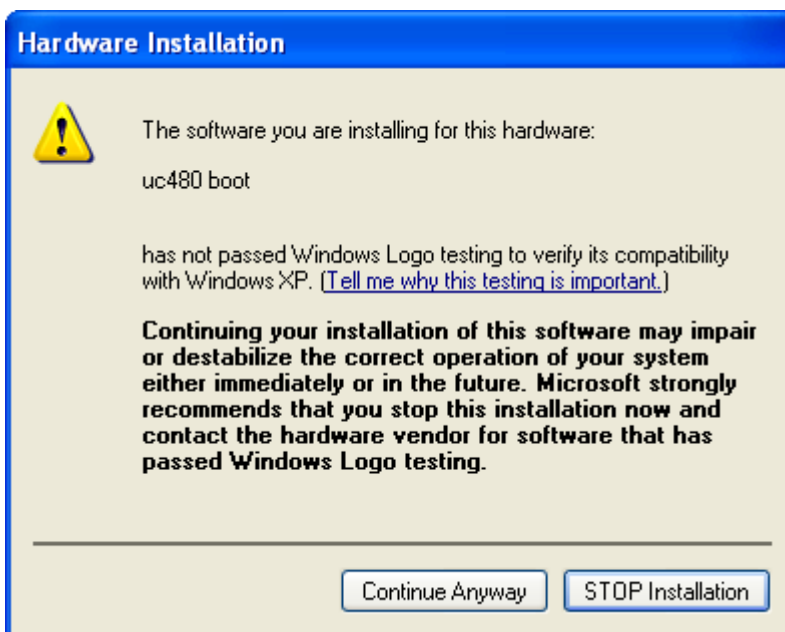 Hardware Installation
The software you are installing for this hardware:
uc480 boot
has not passed Windows Logo testing to verify its compatibility
with Windows XP. (Tell me why this testing is important.)
Continuing your installation of this software may impair
or destabilize the correct operation of your system
either immediately or in the future. Microsoft strongly
recommends that you stop this installation now and
contact the hardware vendor for software that has
passed Windows Logo testing.
Continue Anyway
STOP Installation